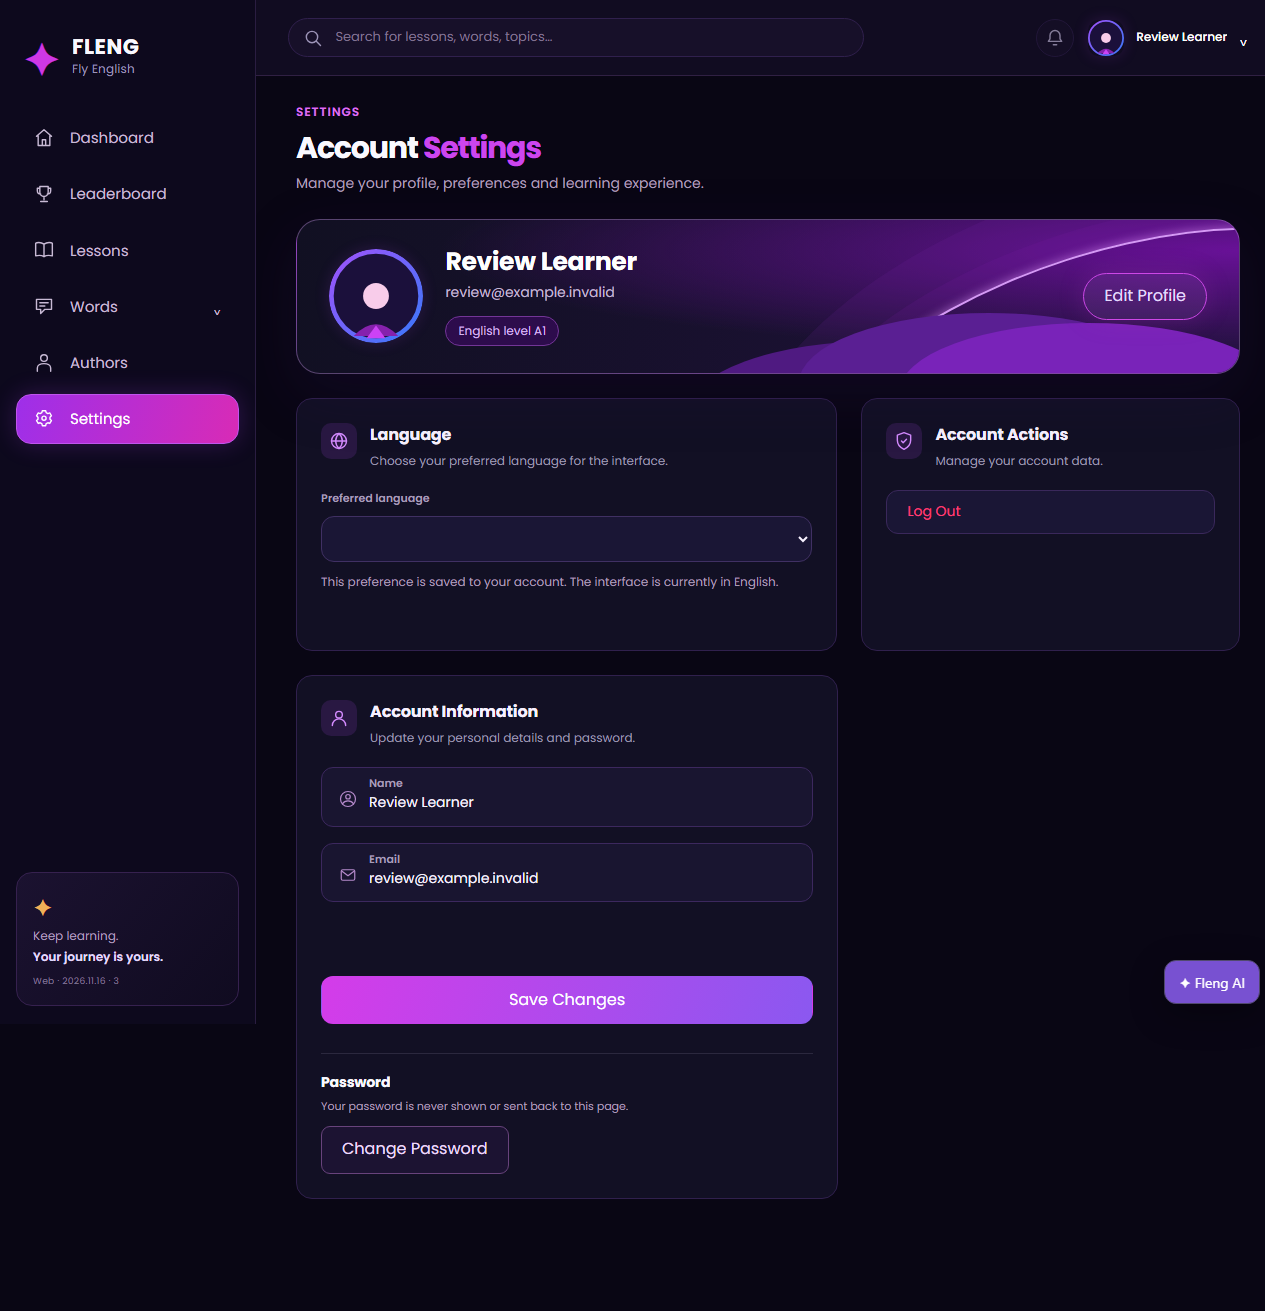 FLENG
Fly English
Dashboard
Leaderboard
Lessons
Words
Authors
Settings
Keep learning.
Your journey is yours.
Web · 2026.11.16 · 3
Search for lessons, words, topics...
Review Learner
SETTINGS
Account Settings
Manage your profile, preferences and learning experience.
Review Learner
review@example.invalid
English level A1
Edit Profile
Language
Choose your preferred language for the interface.
Preferred language
This preference is saved to your account. The interface is currently in English.
Account Actions
Manage your account data.
Log Out
Account Information
Update your personal details and password.
Name
Review Learner
Email
review@example.invalid
Save Changes
Password
Your password is never shown or sent back to this page.
Change Password
✦ Fleng AI